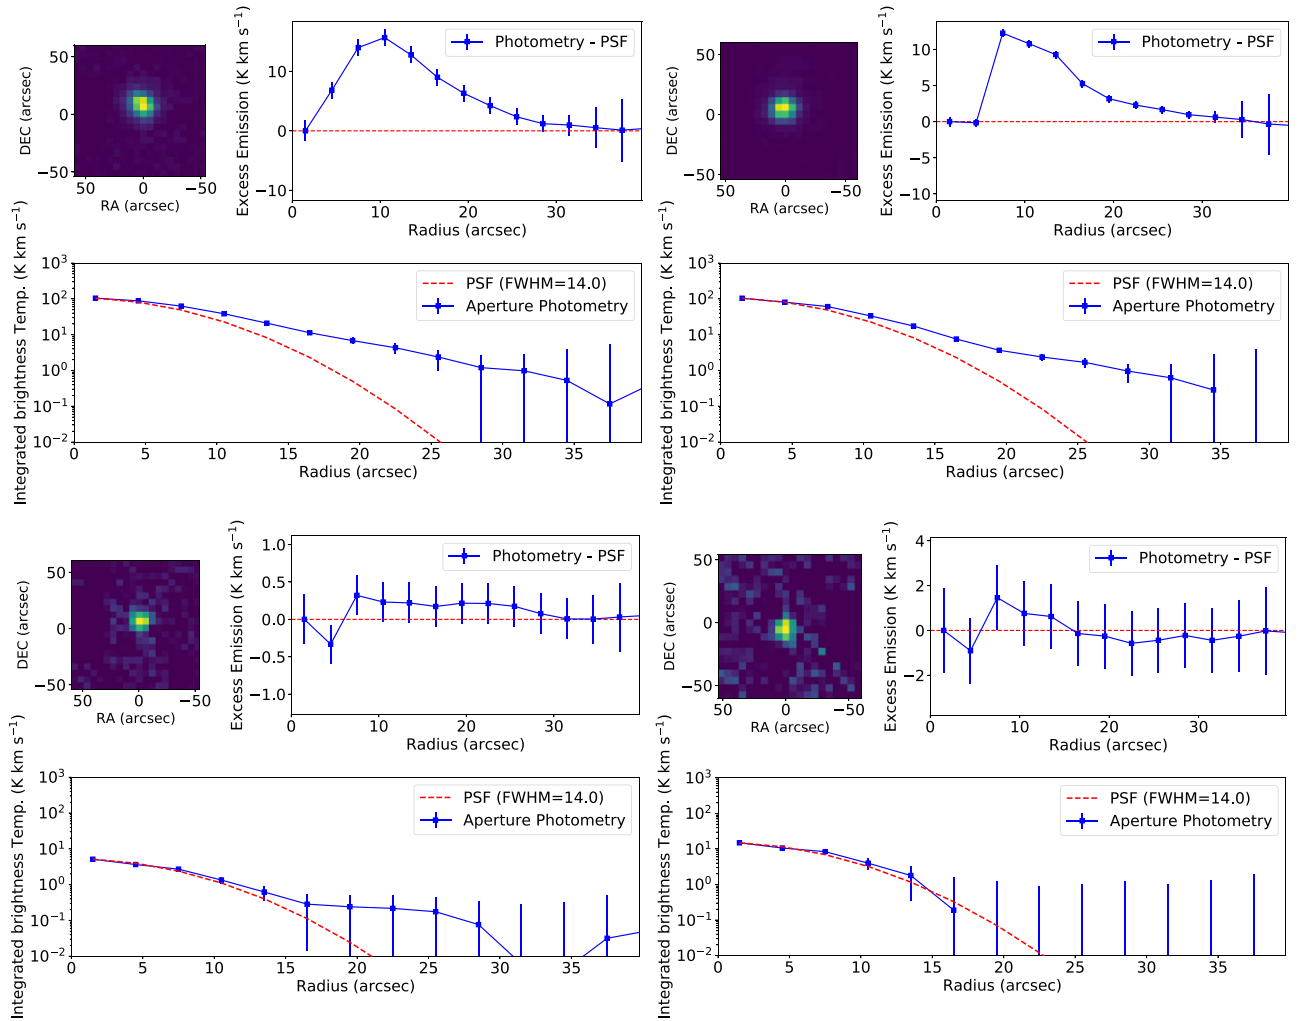 50
0
−50
DEC (arcsec)
50 0 −50
RA (arcsec)
10
0
−10
Excess Emission (K km s⁻¹)
Photometry - PSF
0 10 20 30
Radius (arcsec)
50
0
−50
DEC (arcsec)
50 0 −50
RA (arcsec)
10
5
0
−5
−10
Excess Emission (K km s⁻¹)
Photometry - PSF
0 10 20 30
Radius (arcsec)
10³
10²
10¹
10⁰
10⁻¹
10⁻²
Integrated brightness Temp. (K km s⁻¹)
PSF (FWHM=14.0)
Aperture Photometry
0 5 10 15 20 25 30 35
Radius (arcsec)
10³
10²
10¹
10⁰
10⁻¹
10⁻²
Integrated brightness Temp. (K km s⁻¹)
PSF (FWHM=14.0)
Aperture Photometry
0 5 10 15 20 25 30 35
Radius (arcsec)
50
0
−50
DEC (arcsec)
50 0 −50
RA (arcsec)
1.0
0.5
0.0
−0.5
−1.0
Excess Emission (K km s⁻¹)
Photometry - PSF
0 10 20 30
Radius (arcsec)
50
0
−50
DEC (arcsec)
50 0 −50
RA (arcsec)
4
2
0
−2
Excess Emission (K km s⁻¹)
Photometry - PSF
0 10 20 30
Radius (arcsec)
10³
10²
10¹
10⁰
10⁻¹
10⁻²
Integrated brightness Temp. (K km s⁻¹)
PSF (FWHM=14.0)
Aperture Photometry
0 5 10 15 20 25 30 35
Radius (arcsec)
10³
10²
10¹
10⁰
10⁻¹
10⁻²
Integrated brightness Temp. (K km s⁻¹)
PSF (FWHM=14.0)
Aperture Photometry
0 5 10 15 20 25 30 35
Radius (arcsec)